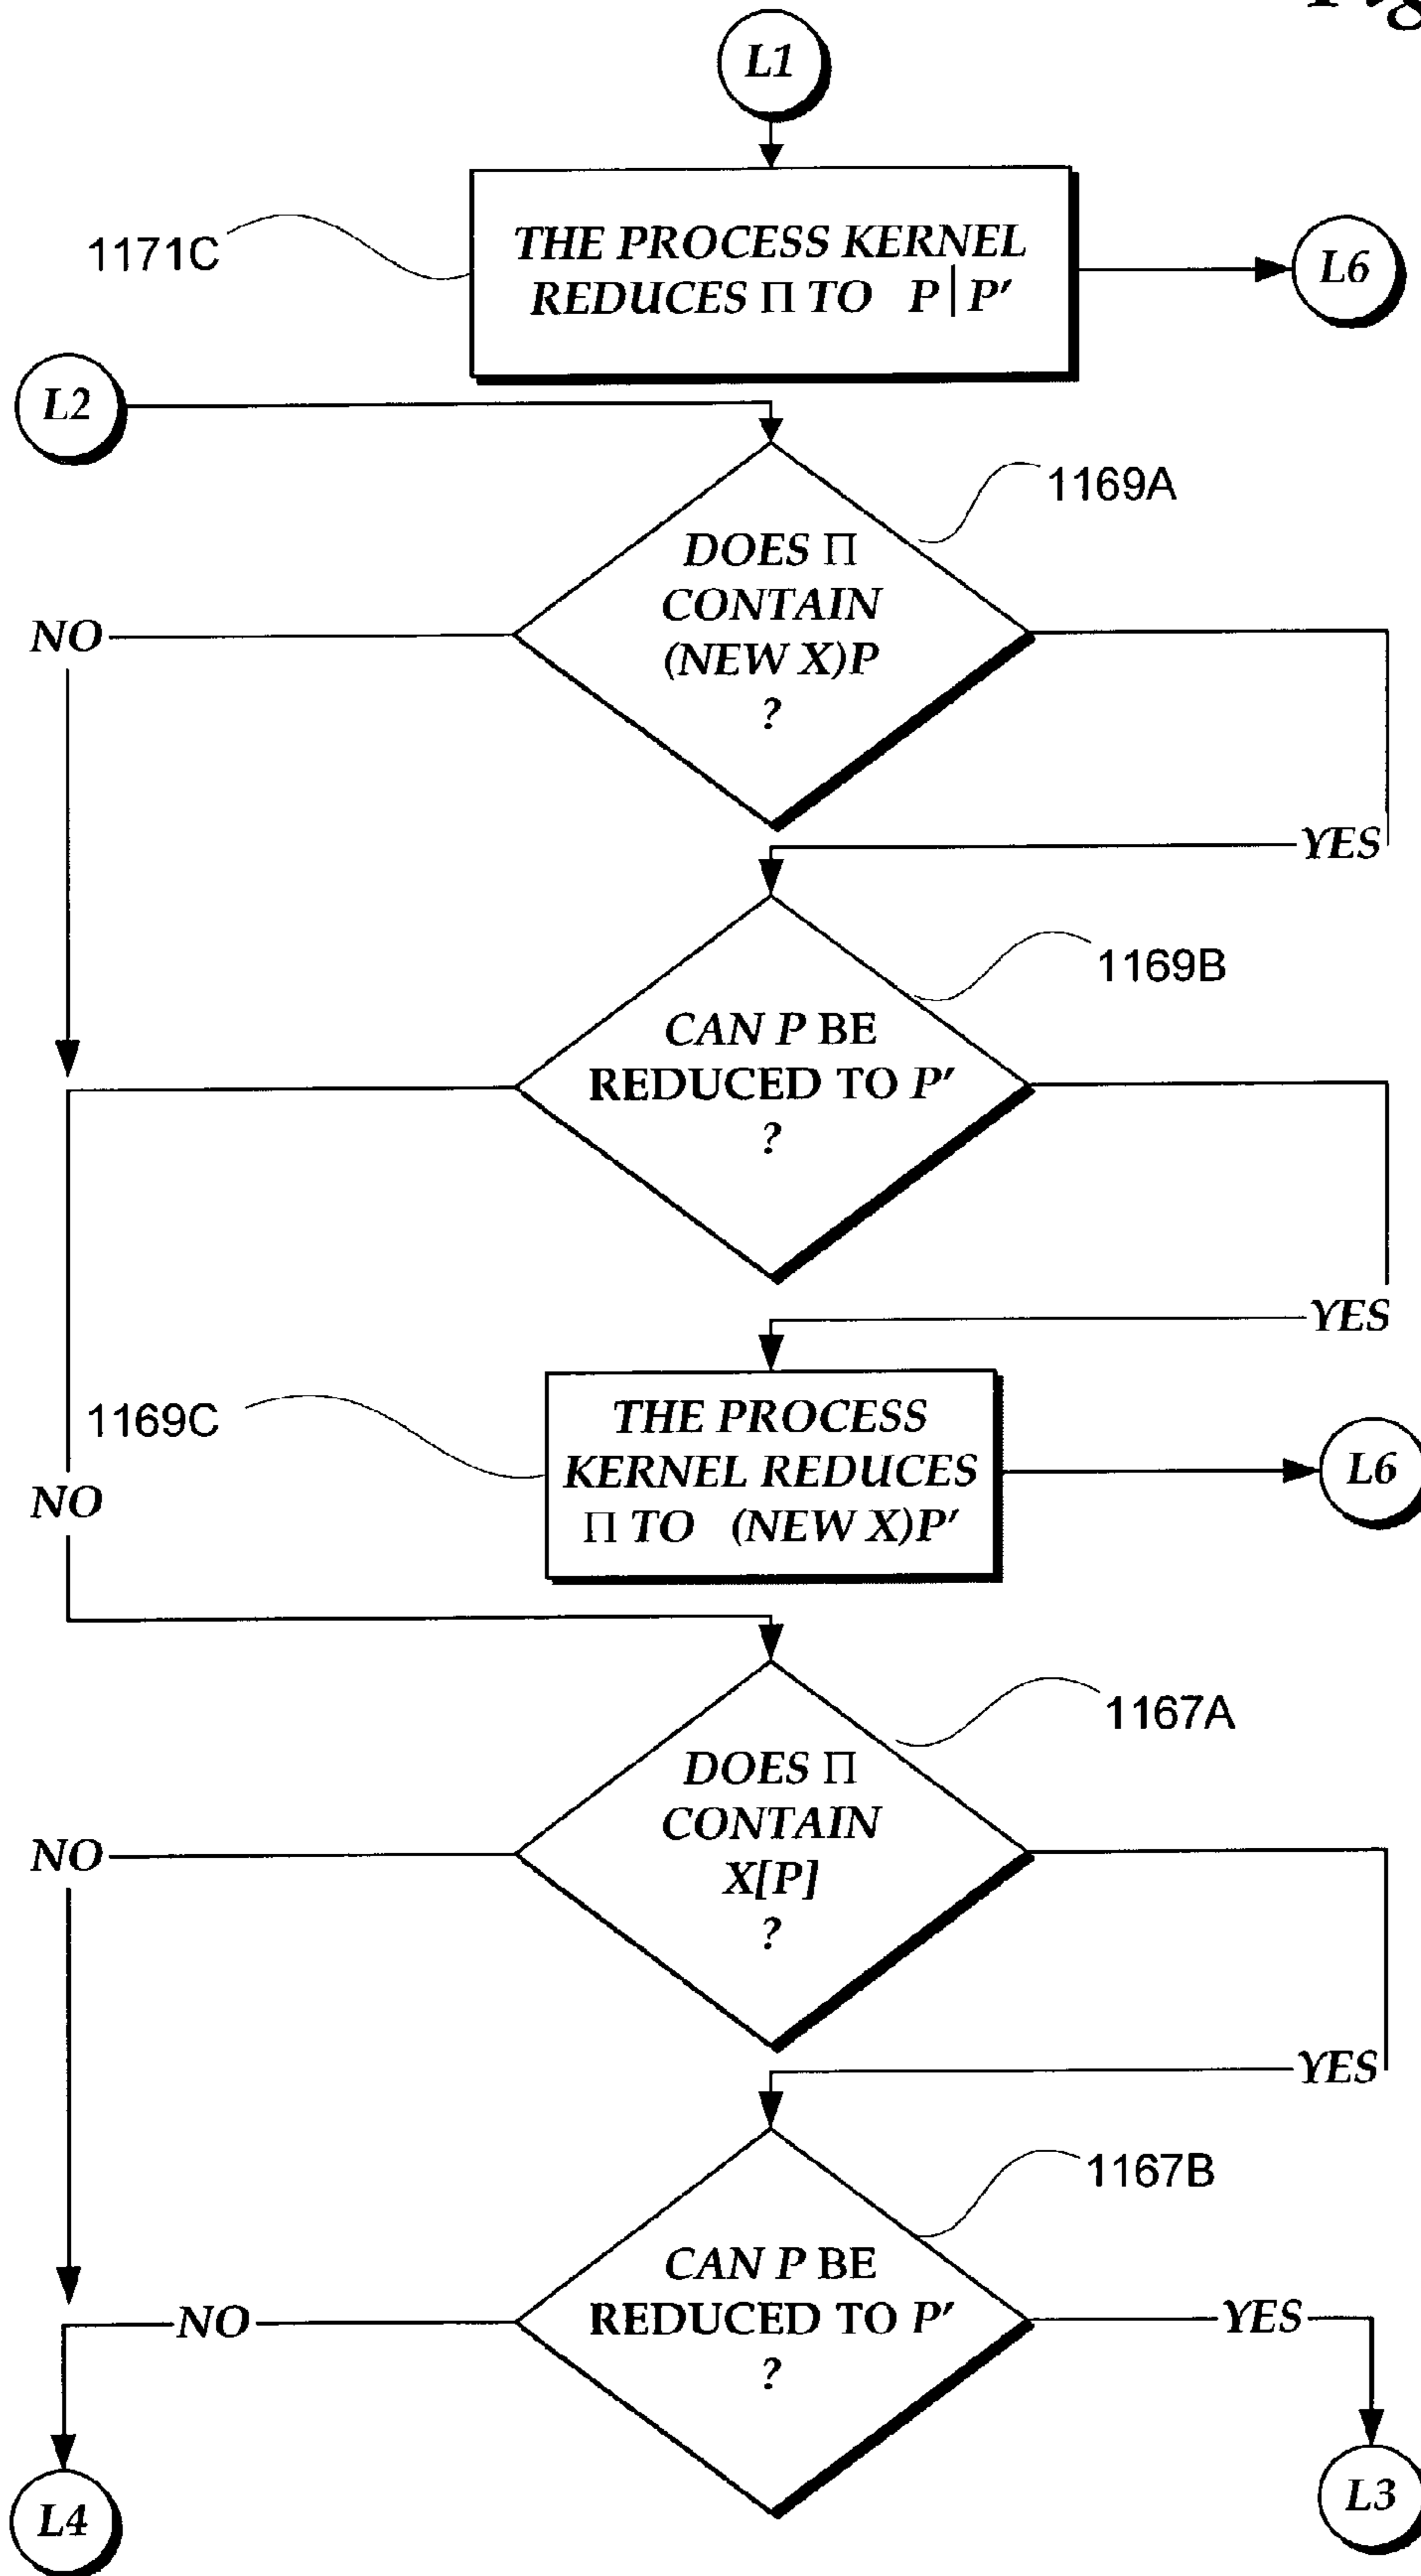 L1
1171C
THE PROCESS KERNEL
REDUCES Π TO P|P'
L6
L2
1169A
DOES Π
CONTAIN
(NEW X)P
?
NO
YES
1169B
CAN P BE
REDUCED TO P'
?
YES
1169C
THE PROCESS
KERNEL REDUCES
Π TO (NEW X)P'
L6
NO
1167A
DOES Π
CONTAIN
X[P]
?
NO
YES
1167B
CAN P BE
REDUCED TO P'
?
NO
YES
L4
L3